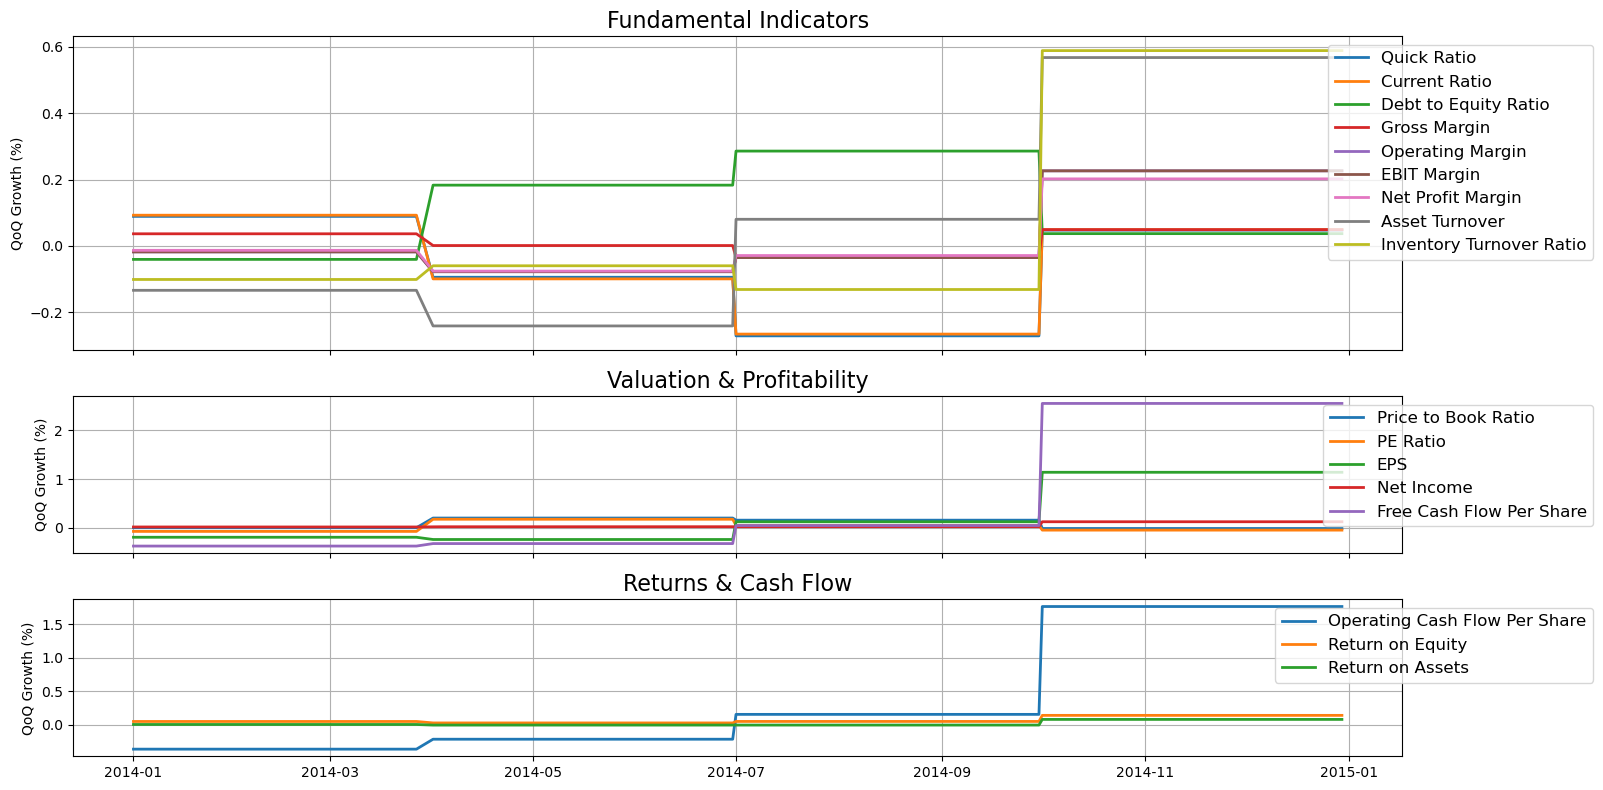 Fundamental Indicators
QoQ Growth (%)
0.6
0.4
0.2
0.0
−0.2
Quick Ratio
Current Ratio
Debt to Equity Ratio
Gross Margin
Operating Margin
EBIT Margin
Net Profit Margin
Asset Turnover
Inventory Turnover Ratio
Valuation & Profitability
QoQ Growth (%)
2
1
0
Price to Book Ratio
PE Ratio
EPS
Net Income
Free Cash Flow Per Share
Returns & Cash Flow
QoQ Growth (%)
1.5
1.0
0.5
0.0
Operating Cash Flow Per Share
Return on Equity
Return on Assets
2014-01 2014-03 2014-05 2014-07 2014-09 2014-11 2015-01